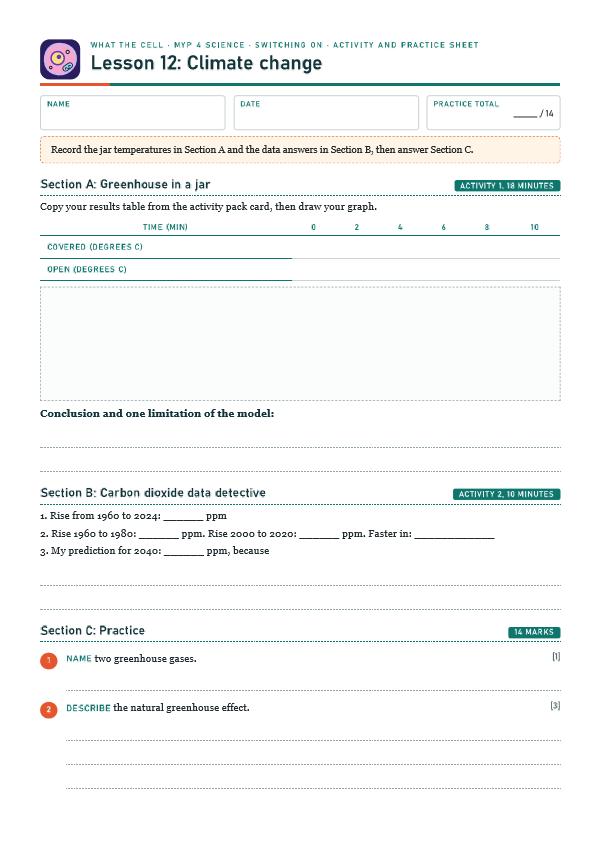 WHAT THE CELL · MYP 4 SCIENCE · SWITCHING ON · ACTIVITY AND PRACTICE SHEET
Lesson 12: Climate change
NAME DATE PRACTICE TOTAL
_____ / 14
Record the jar temperatures in Section A and the data answers in Section B, then answer Section C.
Section A: Greenhouse in a jar ACTIVITY 1, 18 MINUTES
Copy your results table from the activity pack card, then draw your graph.
TIME (MIN) 0 2 4 6 8 10
COVERED (DEGREES C)
OPEN (DEGREES C)
Conclusion and one limitation of the model:
Section B: Carbon dioxide data detective ACTIVITY 2, 10 MINUTES
1. Rise from 1960 to 2024: ______ ppm
2. Rise 1960 to 1980: ______ ppm. Rise 2000 to 2020: ______ ppm. Faster in: ____________
3. My prediction for 2040: ______ ppm, because
Section C: Practice 14 MARKS
1 NAME two greenhouse gases. [1]
2 DESCRIBE the natural greenhouse effect. [3]